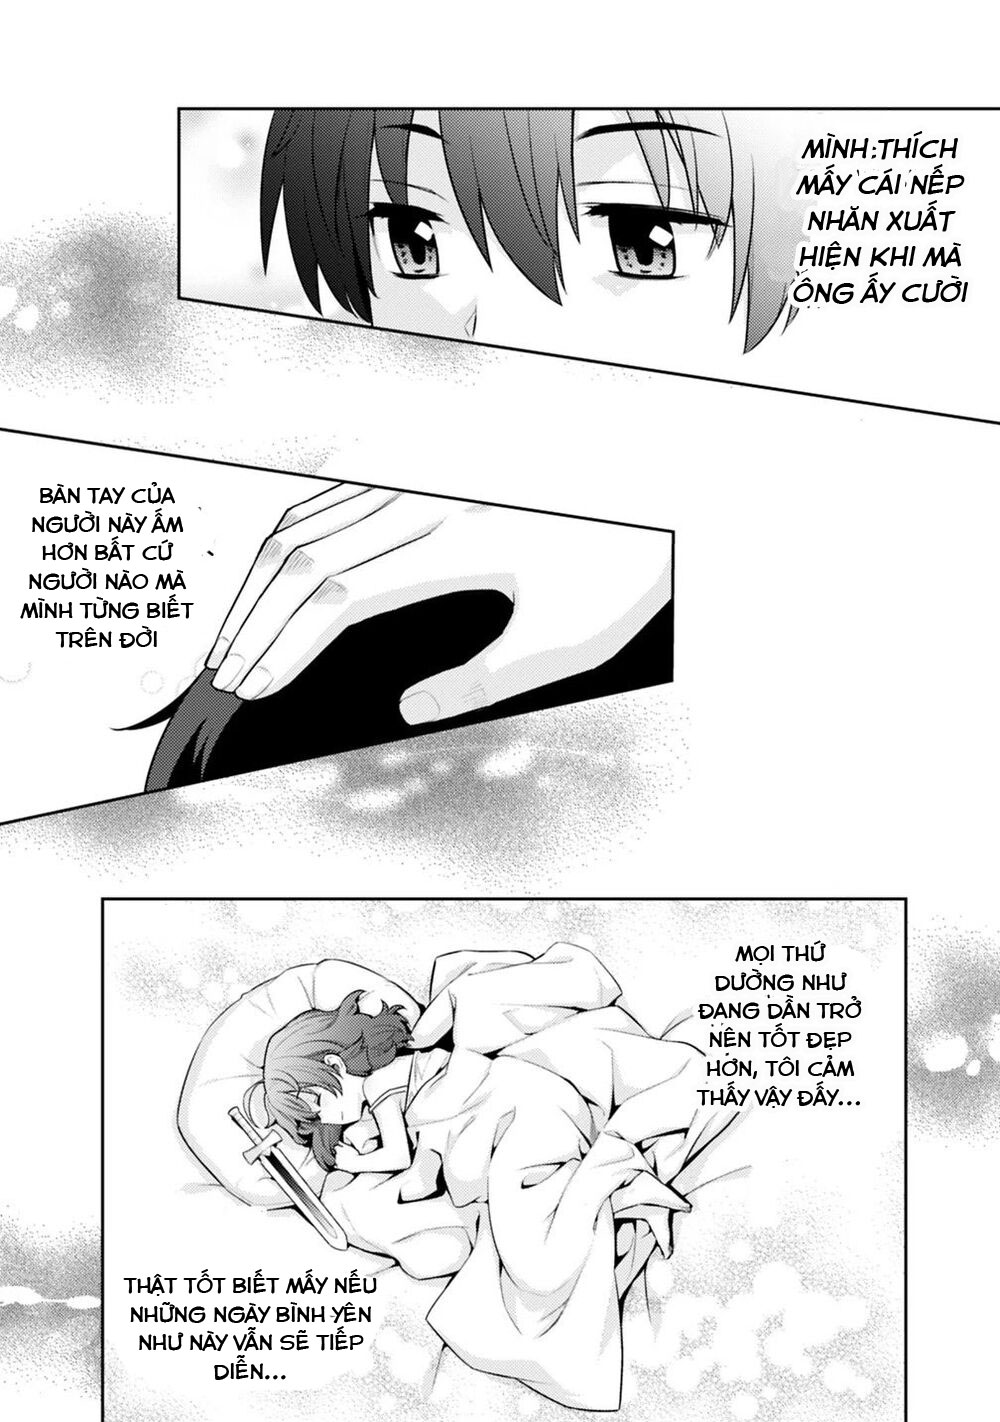 MÌNH:THÍCH
MẤY CÁI NẾP
NHĂN XUẤT
HIỆN KHI MÀ
ÔNG ẤY CƯỜI
BÀN TAY CỦA
NGƯỜI NÀY ẤM
HƠN BẤT CỨ
NGƯỜI NÀO MÀ
MÌNH TỪNG BIẾT
TRÊN ĐỜI
MỌI THỨ
DƯỜNG NHƯ
ĐANG DẦN TRỞ
NÊN TỐT ĐẸP
HƠN, TÔI CẢM
THẤY VẬY ĐẤY...
THẬT TỐT BIẾT MẤY NẾU
NHỮNG NGÀY BÌNH YÊN
NHƯ NÀY VẪN SẼ TIẾP
DIỄN...